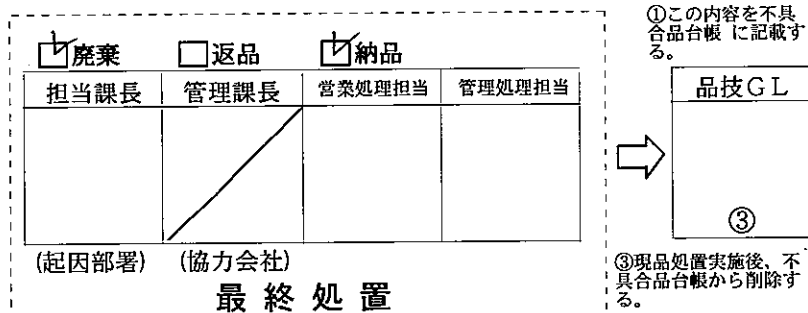 ①この内容を不具
合品台帳 に記載す
る。
廃棄 返品 納品
担当課長 管理課長 営業処理担当 管理処理担当
品技GL
③
(起因部署) (協力会社)
最終処置
③現品処置実施後、不
具合品台帳から削除す
る。